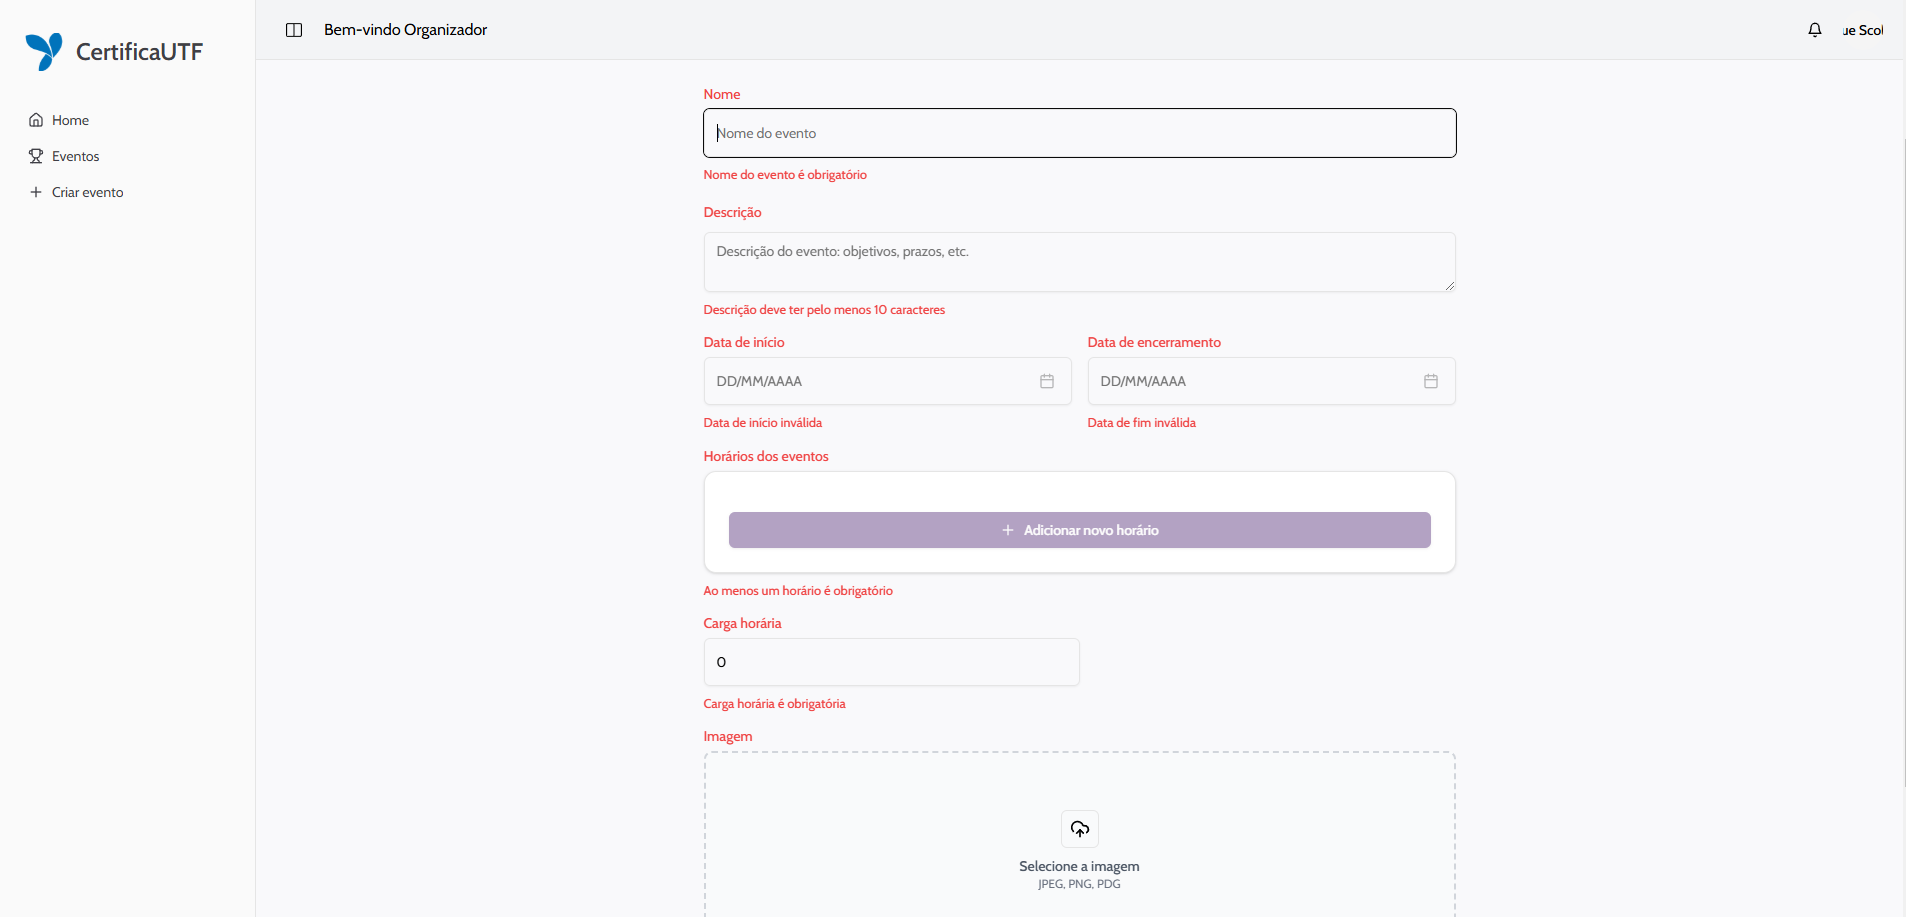 CertificaUTF
Bem-vindo Organizador
ue Scol
Home
Eventos
Criar evento
Nome
Nome do evento
Nome do evento é obrigatório
Descrição
Descrição do evento: objetivos, prazos, etc.
Descrição deve ter pelo menos 10 caracteres
Data de início
Data de encerramento
DD/MM/AAAA
DD/MM/AAAA
Data de início inválida
Data de fim inválida
Horários dos eventos
Adicionar novo horário
Ao menos um horário é obrigatório
Carga horária
0
Carga horária é obrigatória
Imagem
Selecione a imagem
JPEG, PNG, PDG